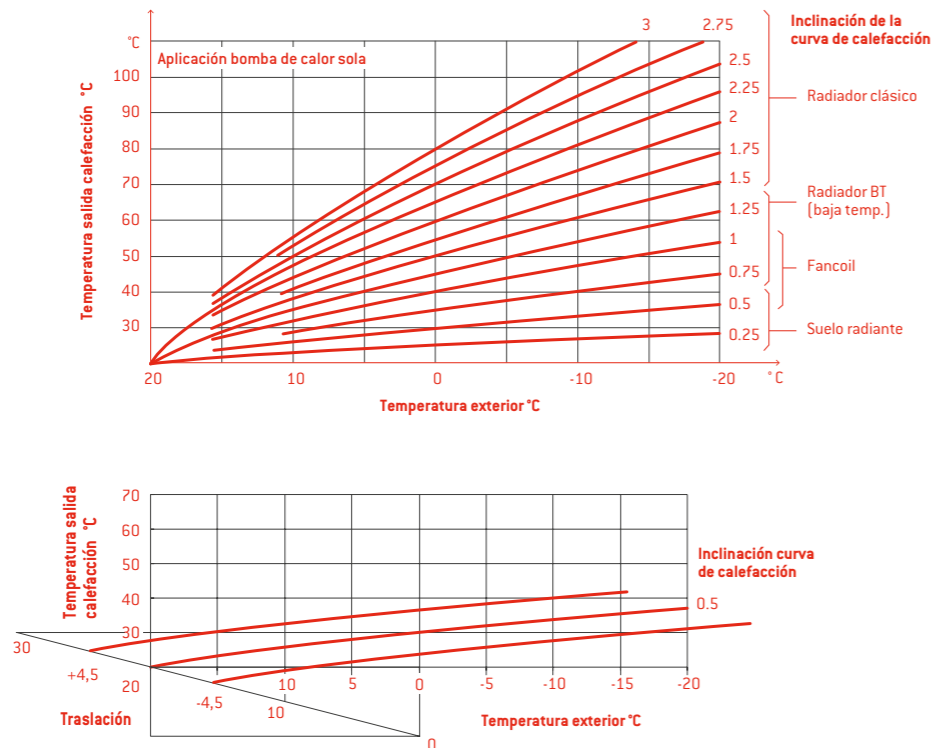 3
2.75
Inclinación de la
curva de calefacción
°C
Aplicación bomba de calor sola
Temperatura salida calefacción °C
100
90
80
70
60
50
40
30
2.5
2.25
2
1.75
1.5
1.25
1
0.75
0.5
0.25
Radiador clásico
Radiador BT
(baja temp.)
Fancoil
Suelo radiante
20
10
0
-10
-20
°C
Temperatura exterior °C
Temperatura salida
calefacción °C
70
60
50
40
30
20
Inclinación curva
de calefacción
0.5
30
+4,5
-4,5
10
0
Traslación
10
5
0
-5
-10
-15
-20
Temperatura exterior °C